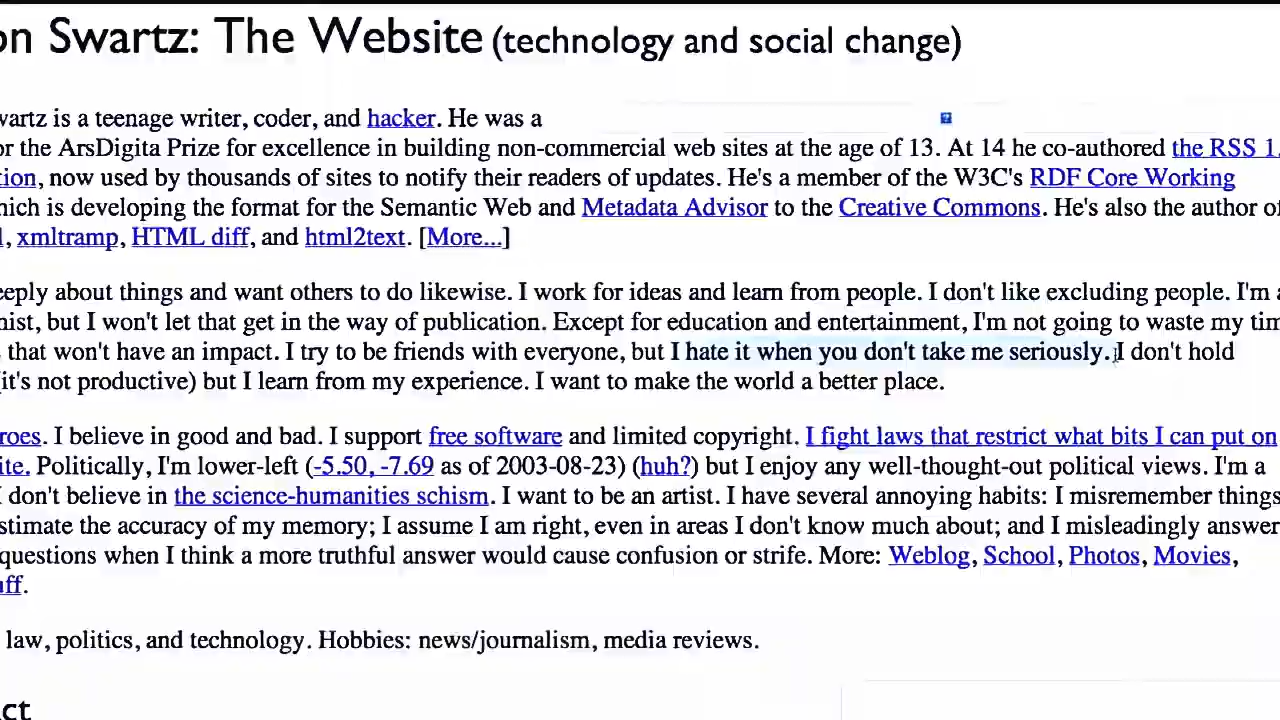 on Swartz: The Website (technology and social change)
wartz is a teenage writer, coder, and hacker. He was a
or the ArsDigita Prize for excellence in building non-commercial web sites at the age of 13. At 14 he co-authored the RSS 1.
tion, now used by thousands of sites to notify their readers of updates. He's a member of the W3C's RDF Core Working
hich is developing the format for the Semantic Web and Metadata Advisor to the Creative Commons. He's also the author of
l, xmltramp, HTML diff, and html2text. [More...]
eeply about things and want others to do likewise. I work for ideas and learn from people. I don't like excluding people. I'm a
nist, but I won't let that get in the way of publication. Except for education and entertainment, I'm not going to waste my tim
s that won't have an impact. I try to be friends with everyone, but I hate it when you don't take me seriously. I don't hold
(it's not productive) but I learn from my experience. I want to make the world a better place.
roes. I believe in good and bad. I support free software and limited copyright. I fight laws that restrict what bits I can put on
ite. Politically, I'm lower-left (-5.50, -7.69 as of 2003-08-23) (huh?) but I enjoy any well-thought-out political views. I'm a
I don't believe in the science-humanities schism. I want to be an artist. I have several annoying habits: I misremember things
stimate the accuracy of my memory; I assume I am right, even in areas I don't know much about; and I misleadingly answer
questions when I think a more truthful answer would cause confusion or strife. More: Weblog, School, Photos, Movies,
uff.
law, politics, and technology. Hobbies: news/journalism, media reviews.
ct